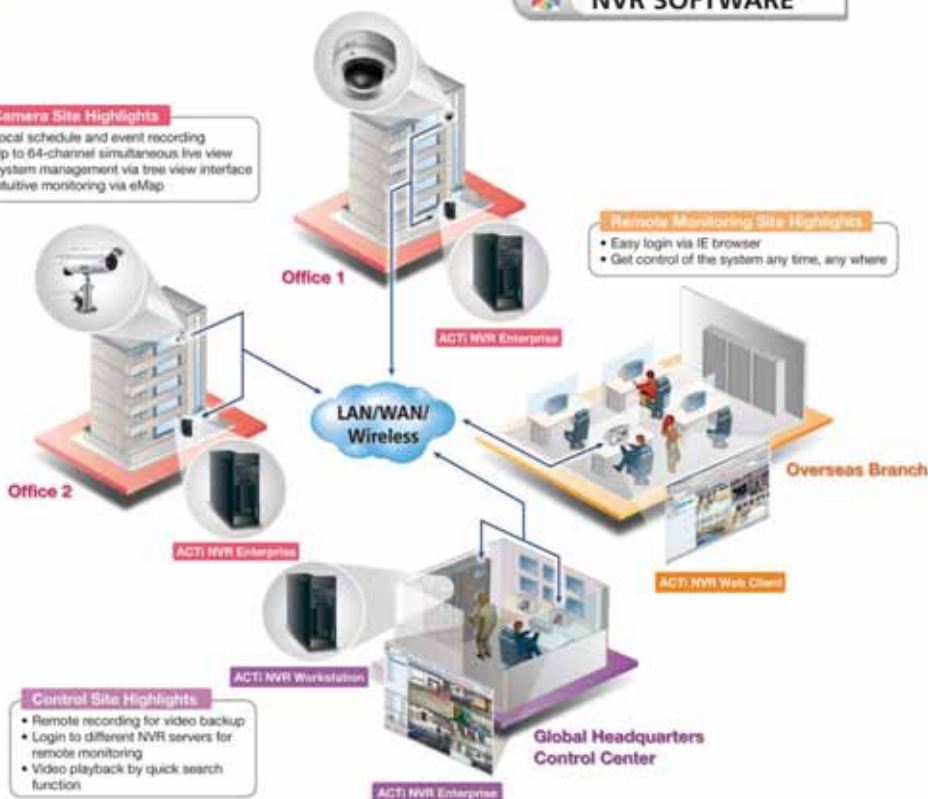 NVR SOFTWARE
Camera Site Highlights
ocal schedule and event recording
p to 64-channel simultaneous live view
ystem management via tree view interface
tuitive monitoring via eMap
Office 1
ACTi NVR Enterprise
Remote Monitoring Site Highlights
• Easy login via IE browser
• Get control of the system any time, any where
LAN/WAN/
Wireless
Office 2
ACTi NVR Enterprise
Overseas Branch
ACTi NVR Web Client
ACTi NVR Workstation
Control Site Highlights
• Remote recording for video backup
• Login to different NVR servers for
remote monitoring
• Video playback by quick search
function
Global Headquarters
Control Center
ACTi NVR Enterprise